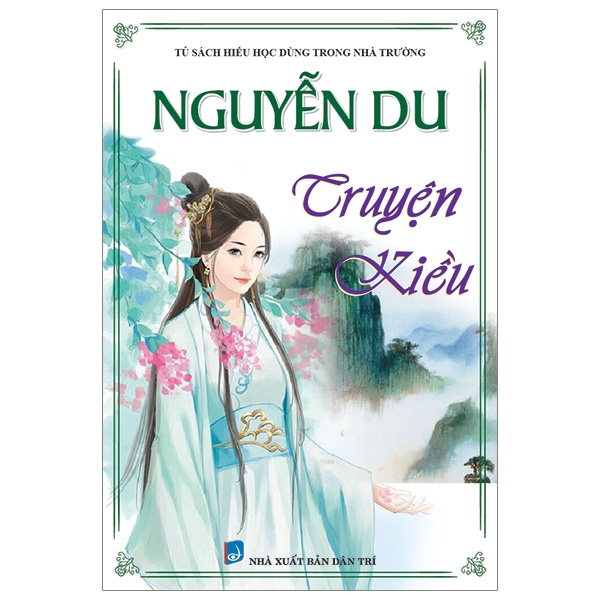 TỦ SÁCH HIẾU HỌC DÙNG TRONG NHÀ TRƯỜNG
NGUYỄN DU
Truyện
Kiều
NHÀ XUẤT BẢN DÂN TRÍ